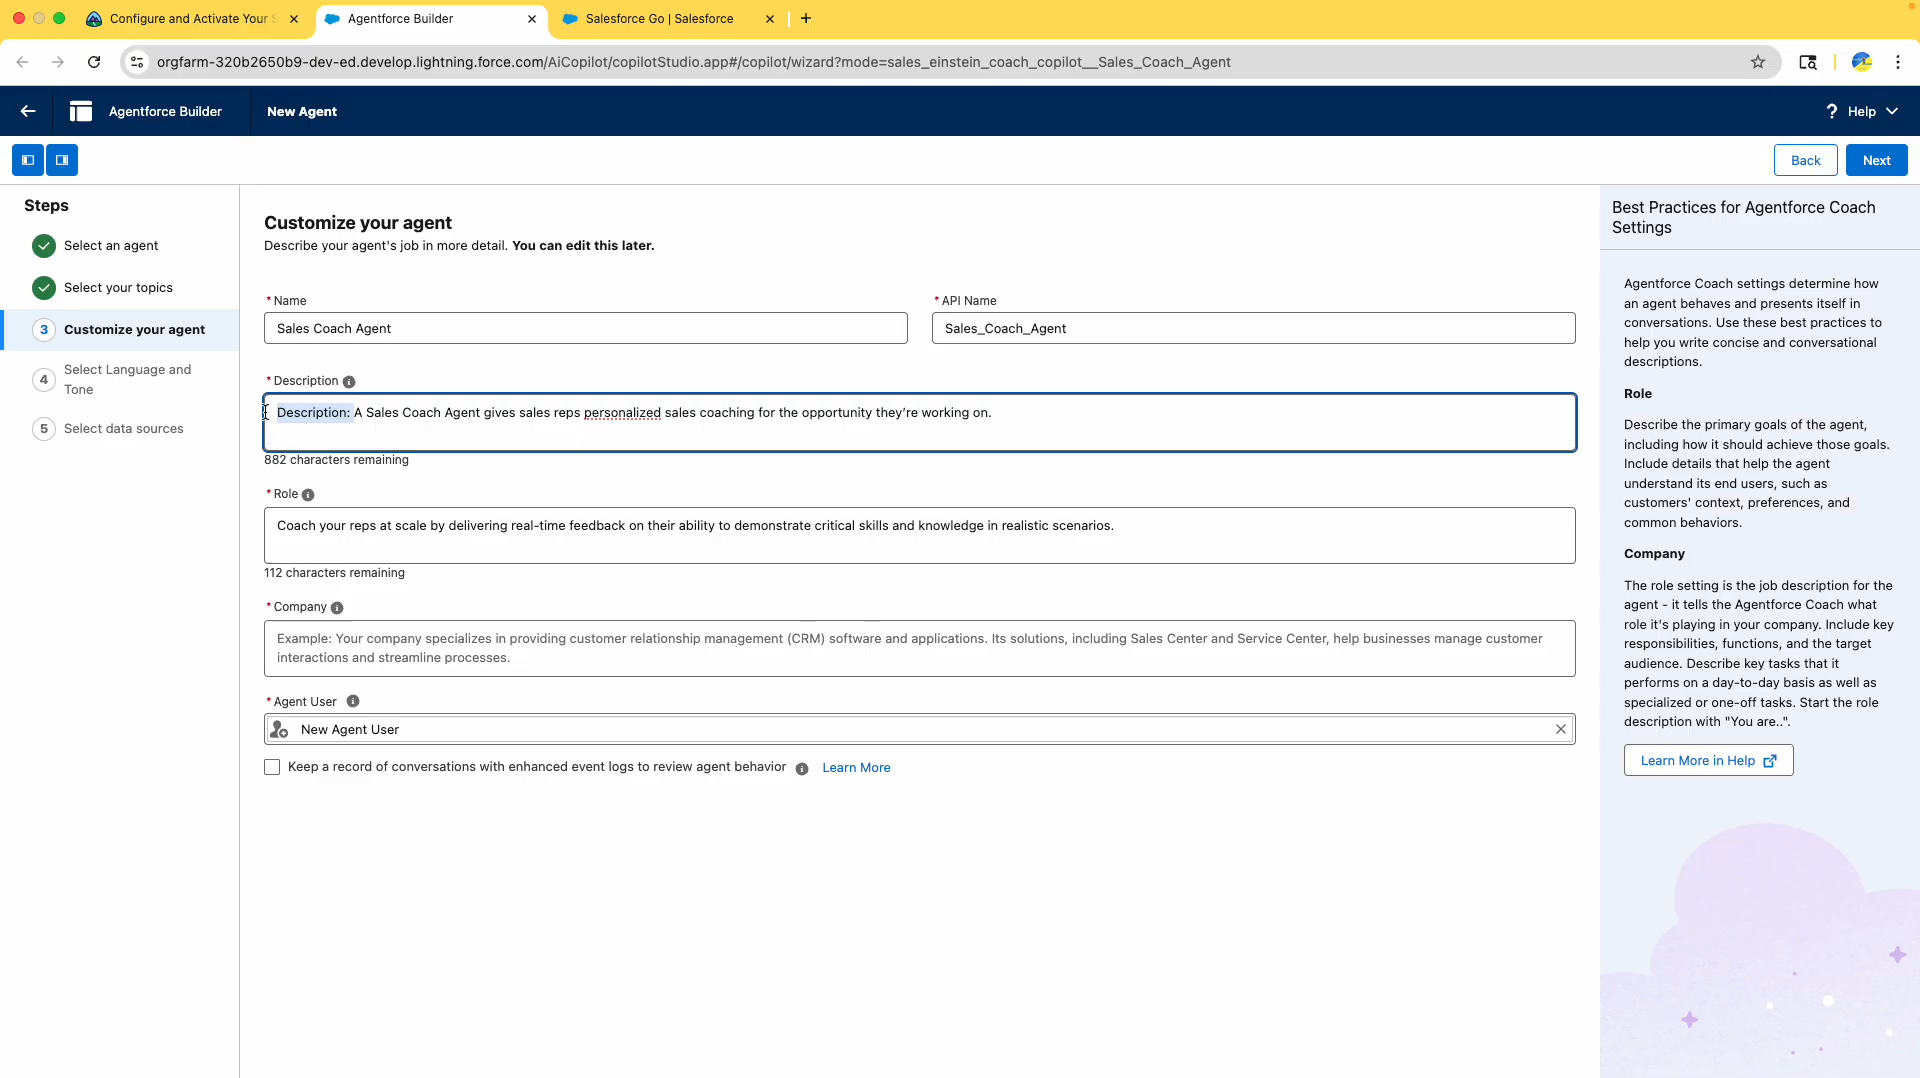 Configure and Activate Your S
Agentforce Builder
Salesforce Go | Salesforce
orgfarm-320b2650b9-dev-ed.develop.lightning.force.com/AiCopilot/copilotStudio.app#/copilot/wizard?mode=sales_einstein_coach_copilot__Sales_Coach_Agent
Agentforce Builder
New Agent
? Help
Back
Next
Steps
Select an agent
Select your topics
3 Customize your agent
4 Select Language and
Tone
5 Select data sources
Customize your agent
Describe your agent's job in more detail. You can edit this later.
* Name
Sales Coach Agent
* API Name
Sales_Coach_Agent
* Description
Description: A Sales Coach Agent gives sales reps personalized sales coaching for the opportunity they’re working on.
882 characters remaining
* Role
Coach your reps at scale by delivering real-time feedback on their ability to demonstrate critical skills and knowledge in realistic scenarios.
112 characters remaining
* Company
Example: Your company specializes in providing customer relationship management (CRM) software and applications. Its solutions, including Sales Center and Service Center, help businesses manage customer
interactions and streamline processes.
* Agent User
New Agent User
Keep a record of conversations with enhanced event logs to review agent behavior
Learn More
Best Practices for Agentforce Coach
Settings
Agentforce Coach settings determine how
an agent behaves and presents itself in
conversations. Use these best practices to
help you write concise and conversational
descriptions.
Role
Describe the primary goals of the agent,
including how it should achieve those goals.
Include details that help the agent
understand its end users, such as
customers' context, preferences, and
common behaviors.
Company
The role setting is the job description for the
agent - it tells the Agentforce Coach what
role it's playing in your company. Include key
responsibilities, functions, and the target
audience. Describe key tasks that it
performs on a day-to-day basis as well as
specialized or one-off tasks. Start the role
description with "You are..".
Learn More in Help